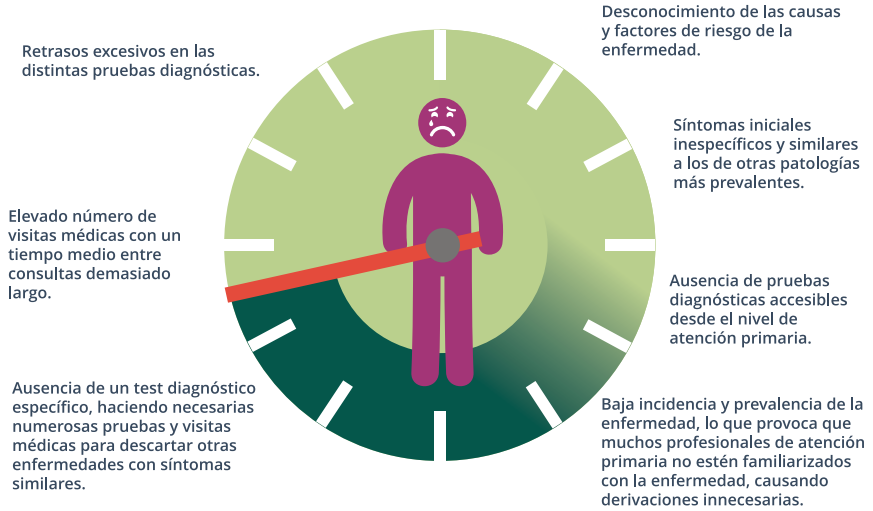 Desconocimiento de las causas
y factores de riesgo de la
enfermedad.
Síntomas iniciales
inespecíficos y similares
a los de otras patologías
más prevalentes.
Ausencia de pruebas
diagnósticas accesibles
desde el nivel de
atención primaria.
Baja incidencia y prevalencia de la
enfermedad, lo que provoca que
muchos profesionales de atención
primaria no estén familiarizados
con la enfermedad, causando
derivaciones innecesarias.
Ausencia de un test diagnóstico
específico, haciendo necesarias
numerosas pruebas y visitas
médicas para descartar otras
enfermedades con síntomas
similares.
Elevado número de
visitas médicas con un
tiempo medio entre
consultas demasiado
largo.
Retrasos excesivos en las
distintas pruebas diagnósticas.